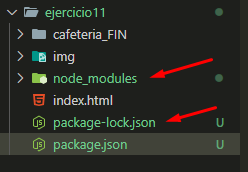 ejercicio11
cafeteria_FIN
img
node_modules
index.html
package-lock.json U
package.json U